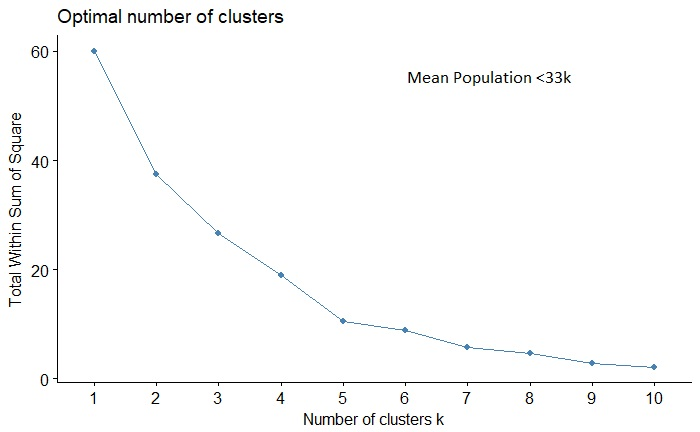 Optimal number of clusters
60
Mean Population <33k
40
Total Within Sum of Square
20
0
1 2 3 4 5 6 7 8 9 10
Number of clusters k